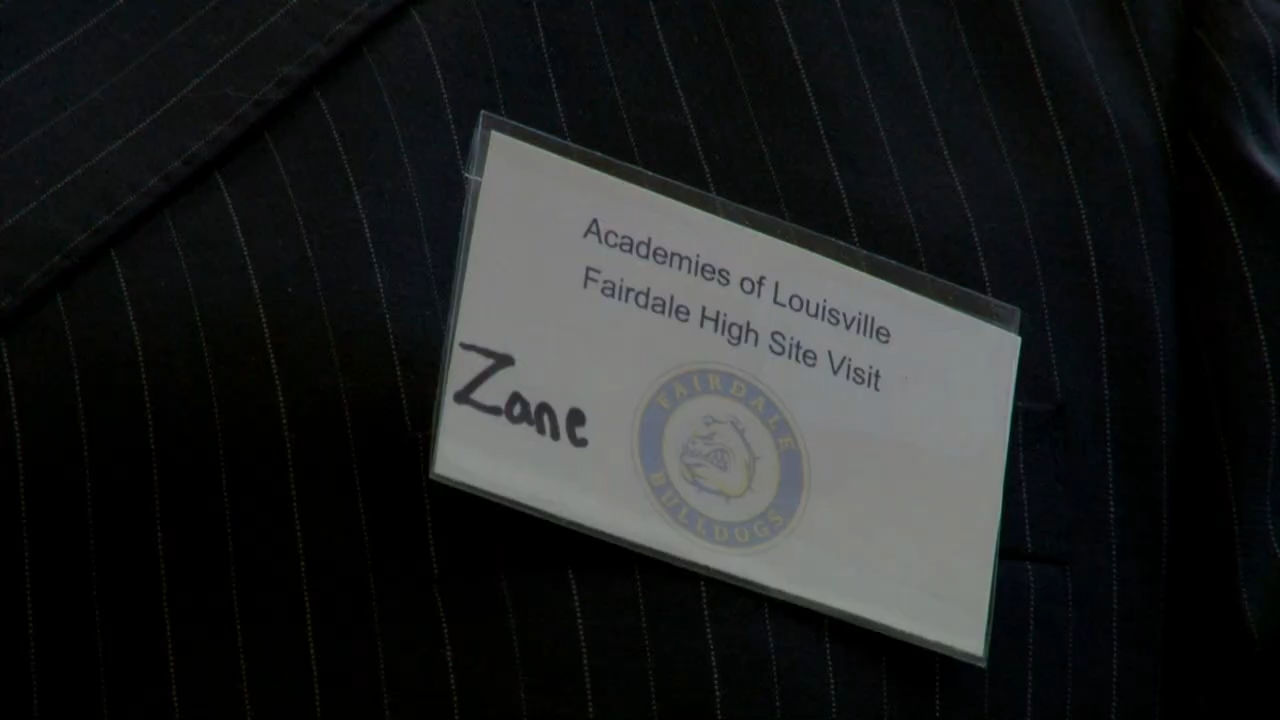 Academies of Louisville
Fairdale High Site Visit
Zane
FAIRDALE
BULLDOGS